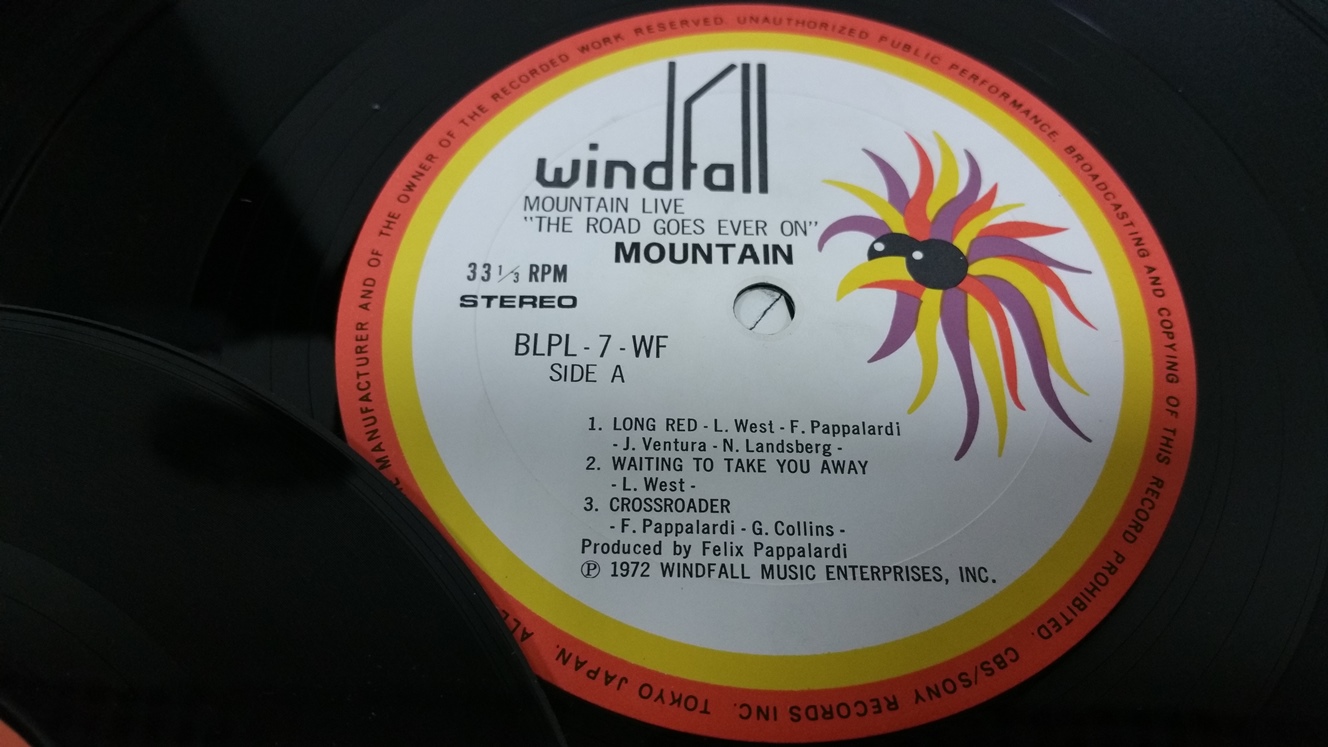 windfall
MOUNTAIN LIVE
"THE ROAD GOES EVER ON"
MOUNTAIN
33 1/3 RPM
STEREO
BLPL - 7 - WF
SIDE A
1. LONG RED - L. West - F. Pappalardi
- J. Ventura - N. Landsberg -
2. WAITING TO TAKE YOU AWAY
- L. West -
3. CROSSROADER
- F. Pappalardi - G. Collins -
Produced by Felix Pappalardi
Ⓟ 1972 WINDFALL MUSIC ENTERPRISES, INC.
MANUFACTURER AND OF THE OWNER OF THE RECORDED WORK RESERVED. UNAUTHORIZED PUBLIC PERFORMANCE, BROADCASTING AND COPYING OF THIS RECORD PROHIBITED. CBS/SONY RECORDS INC. TOKYO JAPAN.